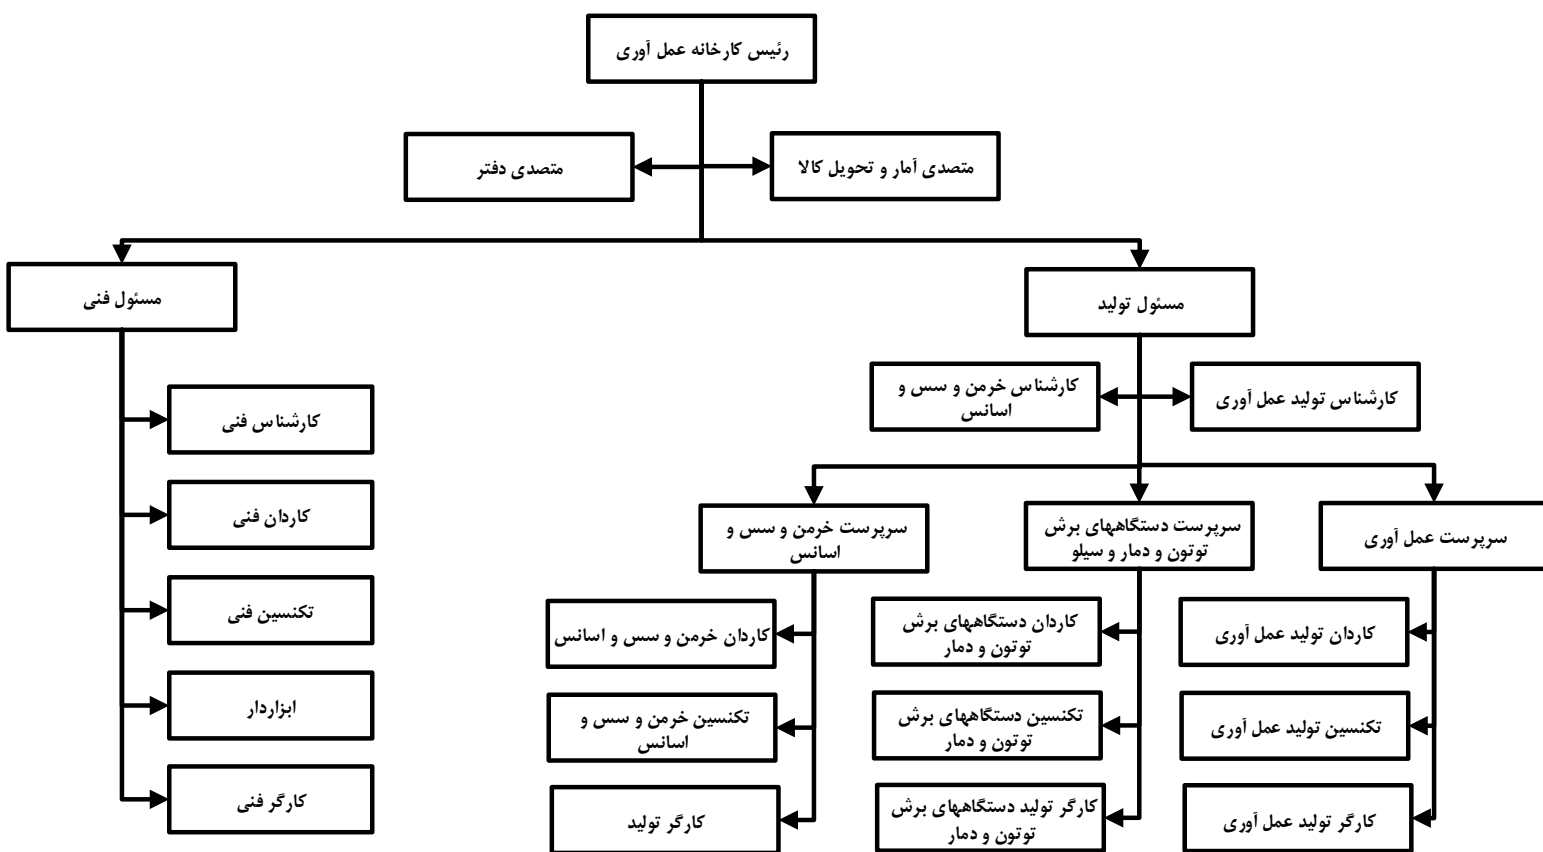 رئیس کارخانه عمل آوری
متصدی آمار و تحویل کالا
متصدی دفتر
مسئول تولید
مسئول فنی
کارشناس تولید عمل آوری
کارشناس خرمن و سس و
اسانس
سرپرست عمل آوری
سرپرست دستگاههای برش
توتون و دمار و سیلو
سرپرست خرمن و سس و
اسانس
کاردان تولید عمل آوری
تکنسین تولید عمل آوری
کارگر تولید عمل آوری
کاردان دستگاههای برش
توتون و دمار
تکنسین دستگاههای برش
توتون و دمار
کارگر تولید دستگاههای برش
توتون و دمار
کاردان خرمن و سس و اسانس
تکنسین خرمن و سس و
اسانس
کارگر تولید
کارشناس فنی
کاردان فنی
تکنسین فنی
ابزاردار
کارگر فنی